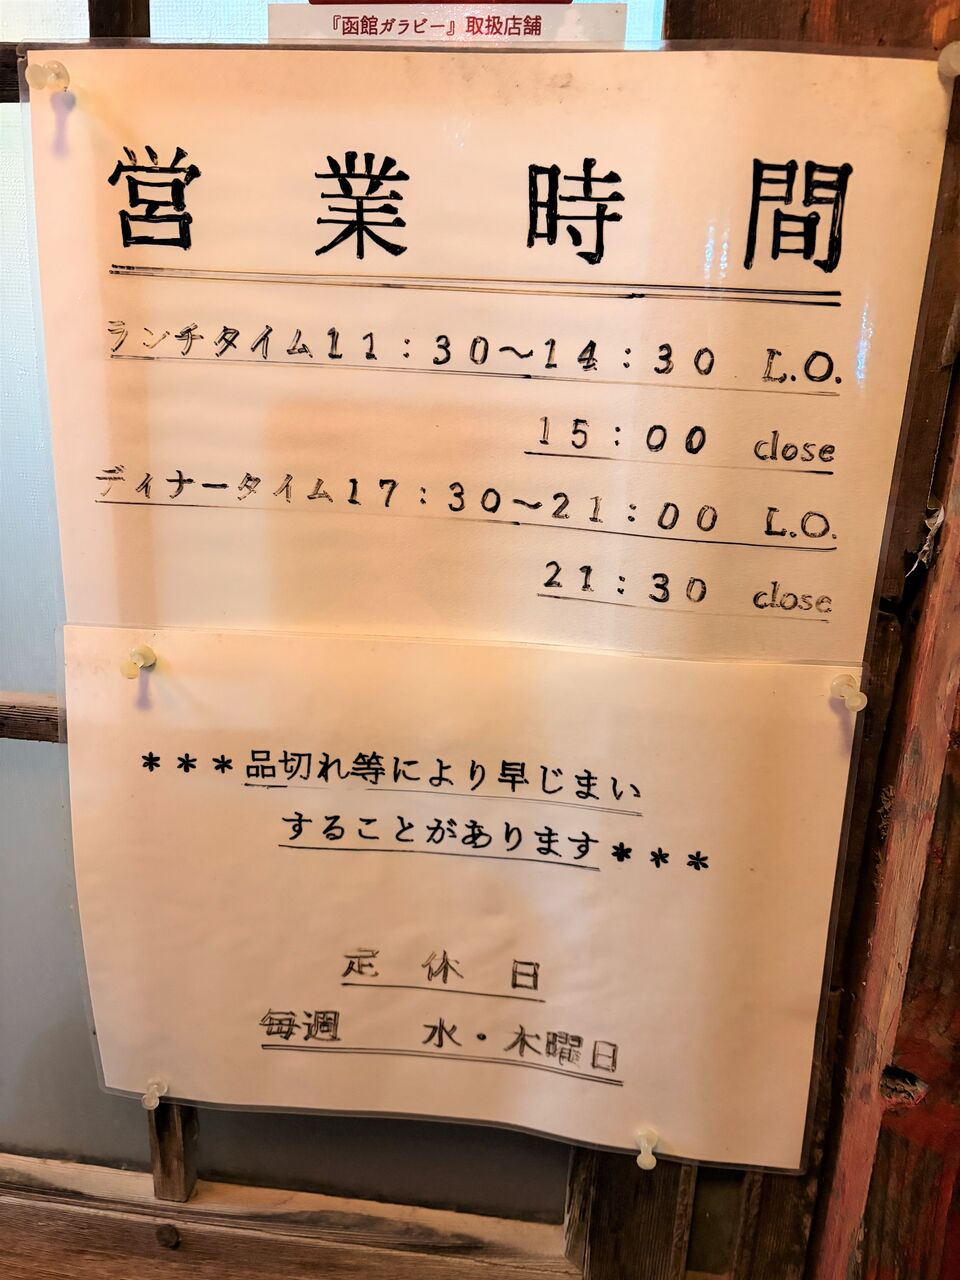 『函館ガラビー』取扱店舗
営業時間
ランチタイム11:30〜14:30 L.O.
15:00 close
ディナータイム17:30〜21:00 L.O.
21:30 close
***品切れ等により早じまい
することがあります***
定休日
毎週 水・木曜日